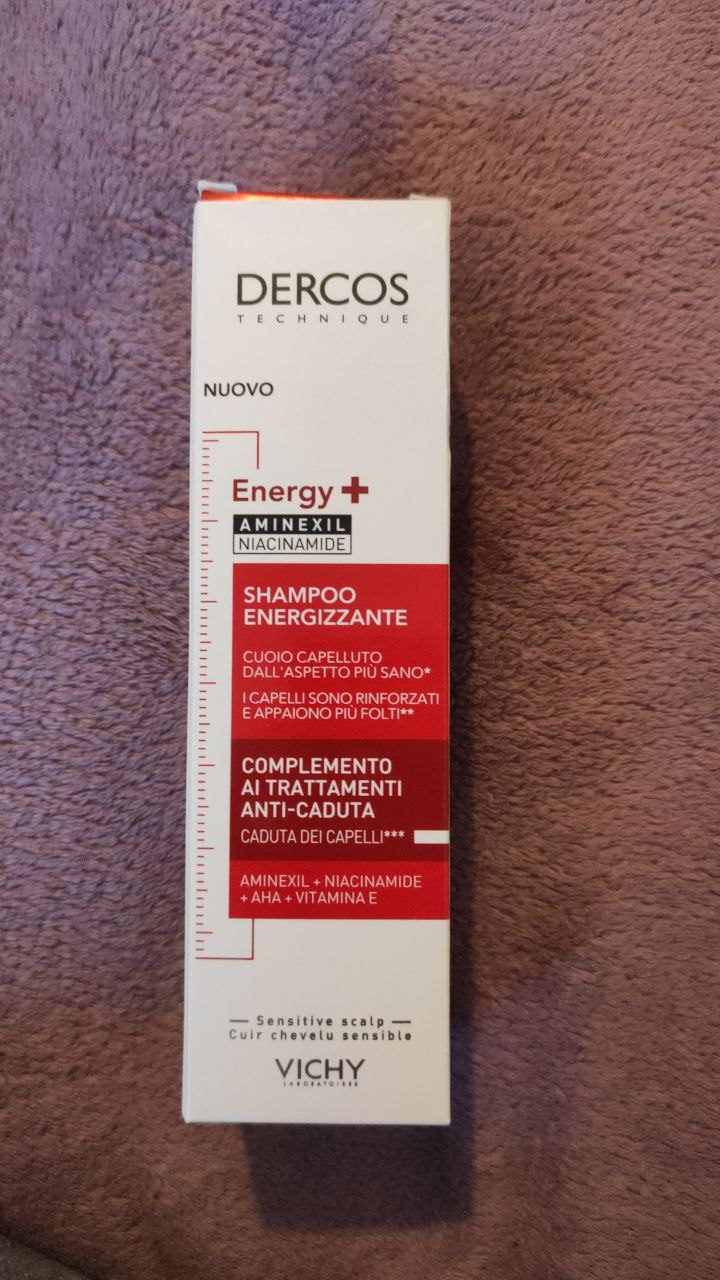 DERCOS
TECHNIQUE
NUOVO
Energy +
AMINEXIL
NIACINAMIDE
SHAMPOO
ENERGIZZANTE
CUOIO CAPELLUTO
DALL'ASPETTO PIÙ SANO*
I CAPELLI SONO RINFORZATI
E APPAIONO PIÙ FOLTI**
COMPLEMENTO
AI TRATTAMENTI
ANTI-CADUTA
CADUTA DEI CAPELLI***
AMINEXIL + NIACINAMIDE
+ AHA + VITAMINA E
— Sensitive scalp —
Cuir chevelu sensible
VICHY
LABORATOIRES